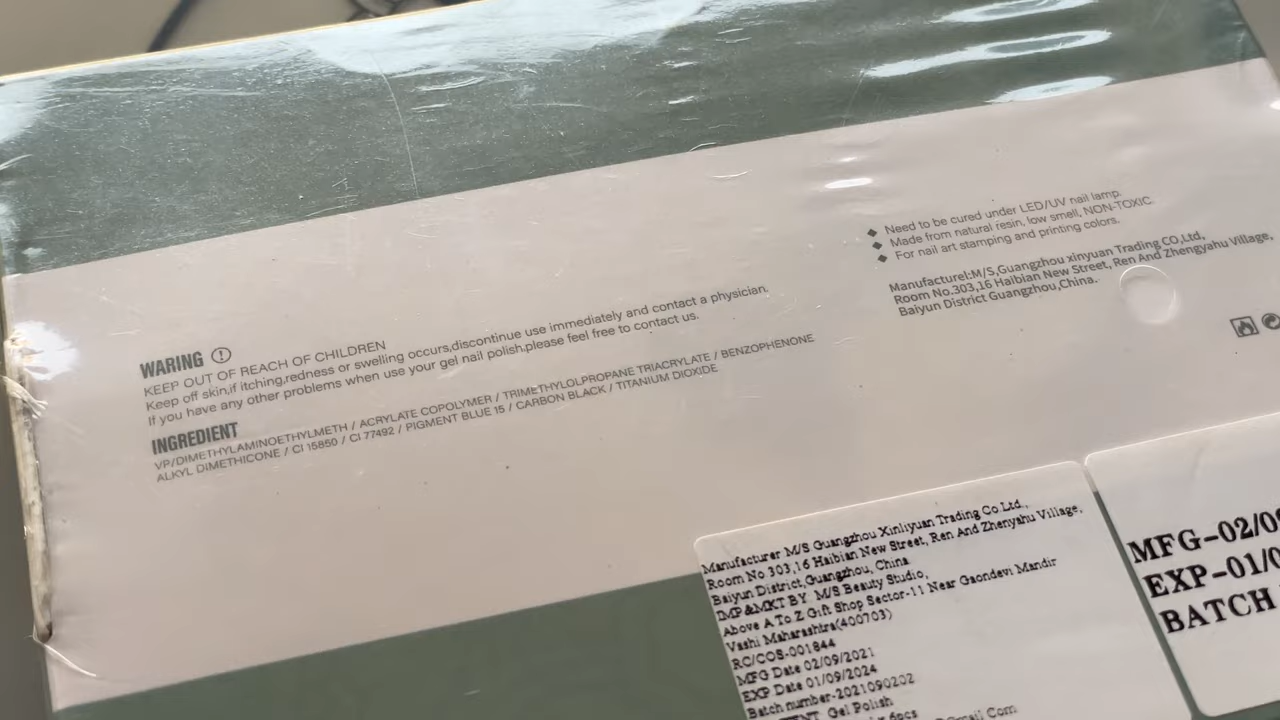 WARING
KEEP OUT OF REACH OF CHILDREN
Keep off skin,if itching,redness or swelling occurs,discontinue use immediately and contact a physician.
If you have any other problems when use your gel nail polish,please feel free to contact us.
INGREDIENT
VP/DIMETHYLAMINOETHYLMETH / ACRYLATE COPOLYMER / TRIMETHYLOLPROPANE TRIACRYLATE / BENZOPHENONE
ALKYL DIMETHICONE / CI 15850 / CI 77492 / PIGMENT BLUE 15 / CARBON BLACK / TITANIUM DIOXIDE
Need to be cured under LED/UV nail lamp.
Made from natural resin, low smell, NON-TOXIC.
For nail art stamping and printing colors.
Manufacturel:M/S,Guangzhou xinyuan Trading CO,Ltd,
Room No.303,16 Haibian New Street, Ren And Zhengyahu Village,
Baiyun District Guangzhou,China.
Manufacturer M/S Guangzhou Xinliyuan Trading Co Ltd.,
Room No 303,16 Haibian New Street, Ren And Zhenyahu Village,
Baiyun District,Guangzhou, China
IMP&MKT BY M/S Beauty Studio,
Above A To Z Gift Shop Sector-11 Near Gaondevi Mandir
Vashi Maharashtra(400703)
RC/COS-001844
MFG Date 02/09/2021
EXP Date 01/09/2024
Batch number-2021090202
Gel Polish
6pcs
@Gmail Com
MFG-02/09
EXP-01/0
BATCH